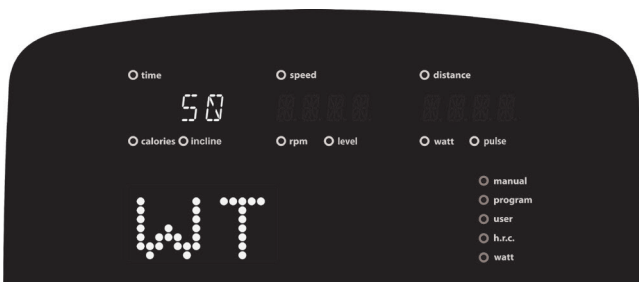 time speed distance
50
calories incline rpm level watt pulse
manual
program
user
h.r.c.
watt
WT